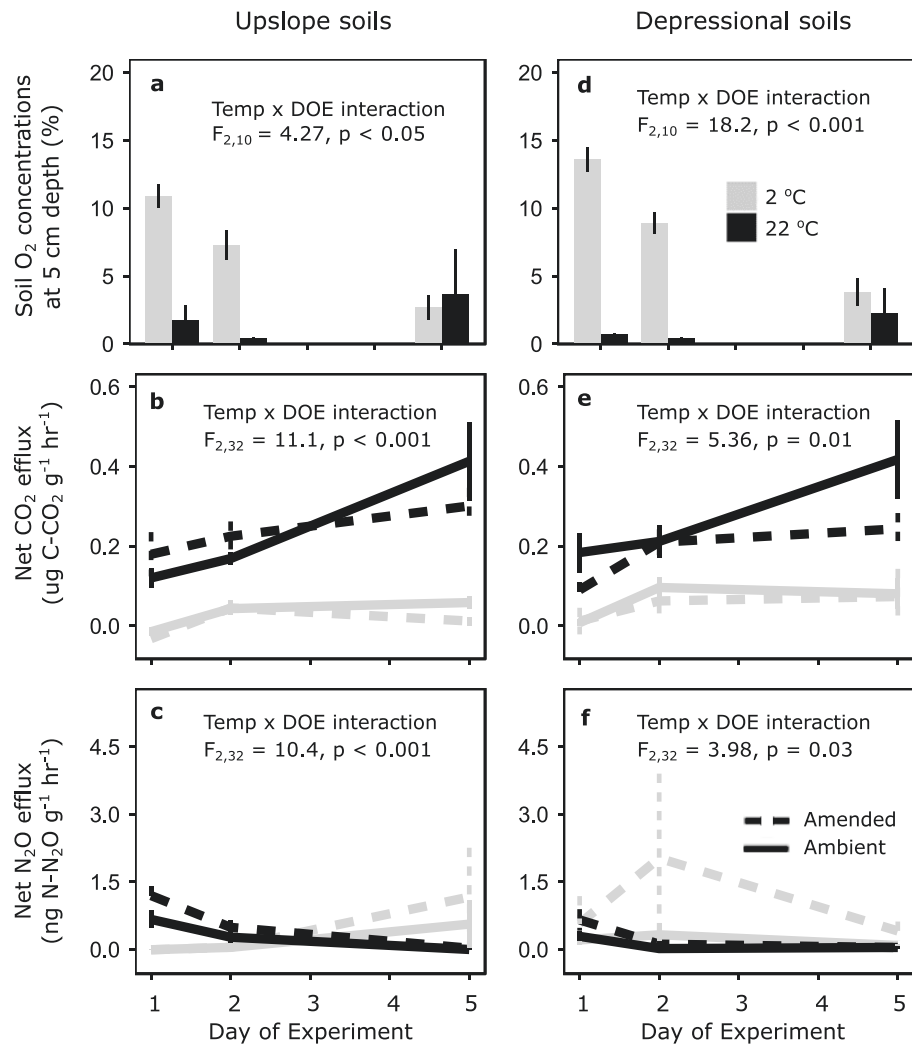 Upslope soils
Depressional soils
Soil O₂ concentrations
at 5 cm depth (%)
20
15
10
5
0
a
Temp x DOE interaction
F₂,₁₀ = 4.27, p < 0.05
20
15
10
5
0
d
Temp x DOE interaction
F₂,₁₀ = 18.2, p < 0.001
2 °C
22 °C
Net CO₂ efflux
(ug C-CO₂ g⁻¹ hr⁻¹)
0.6
0.4
0.2
0.0
b
Temp x DOE interaction
F₂,₃₂ = 11.1, p < 0.001
0.6
0.4
0.2
0.0
e
Temp x DOE interaction
F₂,₃₂ = 5.36, p = 0.01
Net N₂O efflux
(ng N-N₂O g⁻¹ hr⁻¹)
4.5
3.0
1.5
0.0
c
Temp x DOE interaction
F₂,₃₂ = 10.4, p < 0.001
4.5
3.0
1.5
0.0
f
Temp x DOE interaction
F₂,₃₂ = 3.98, p = 0.03
Amended
Ambient
1 2 3 4 5
Day of Experiment
1 2 3 4 5
Day of Experiment